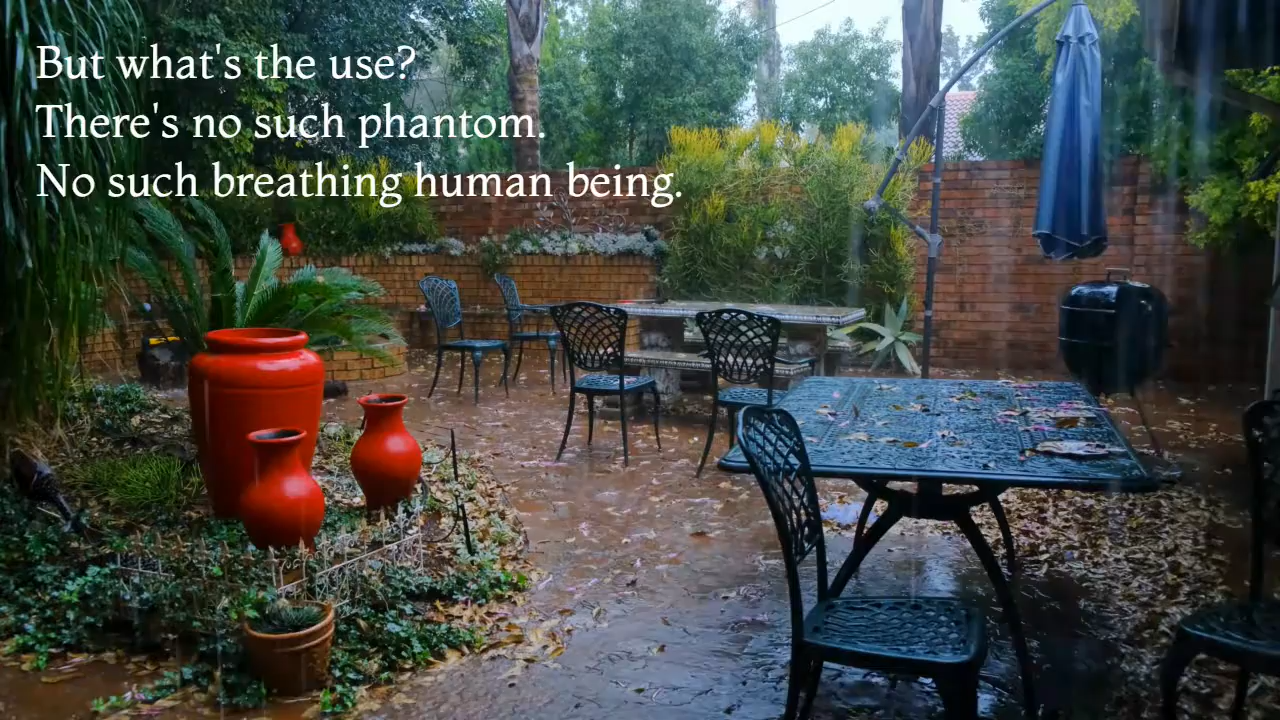 But what's the use?
There's no such phantom.
No such breathing human being.